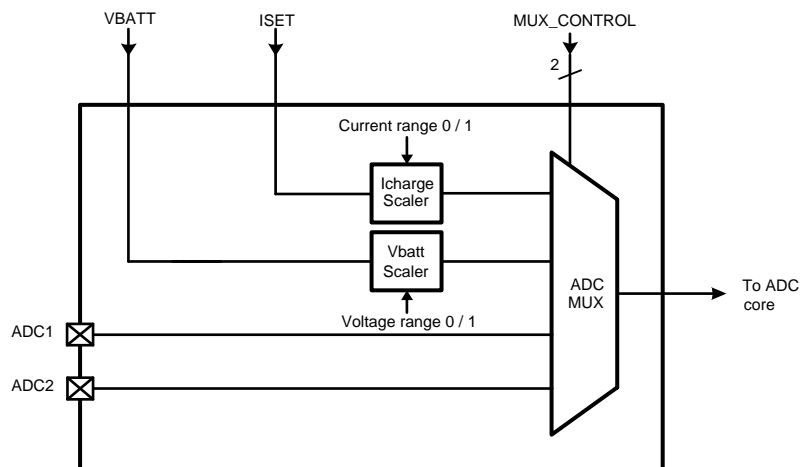 VBATT
ISET
MUX_CONTROL
2
Current range 0 / 1
Icharge
Scaler
Vbatt
Scaler
ADC
MUX
To ADC
core
Voltage range 0 / 1
ADC1
ADC2